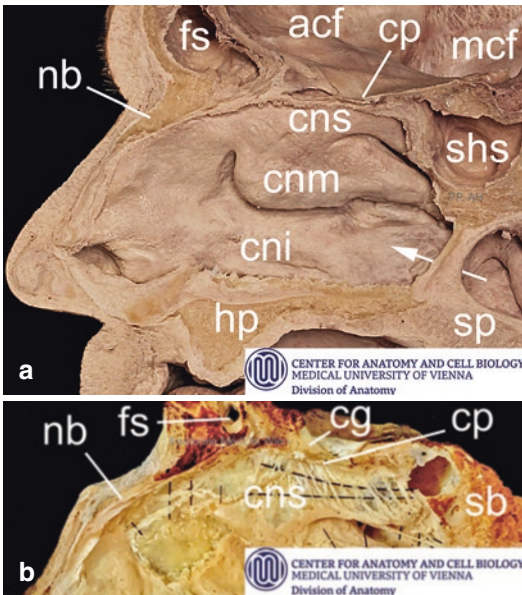 fs
acf
cp
mcf
nb
cns
shs
cnm
cni
hp
sp
a
CENTER FOR ANATOMY AND CELL BIOLOGY
MEDICAL UNIVERSITY OF VIENNA
Division of Anatomy
nb
fs
cg
cp
cns
sb
b
CENTER FOR ANATOMY AND CELL BIOLOGY
MEDICAL UNIVERSITY OF VIENNA
Division of Anatomy